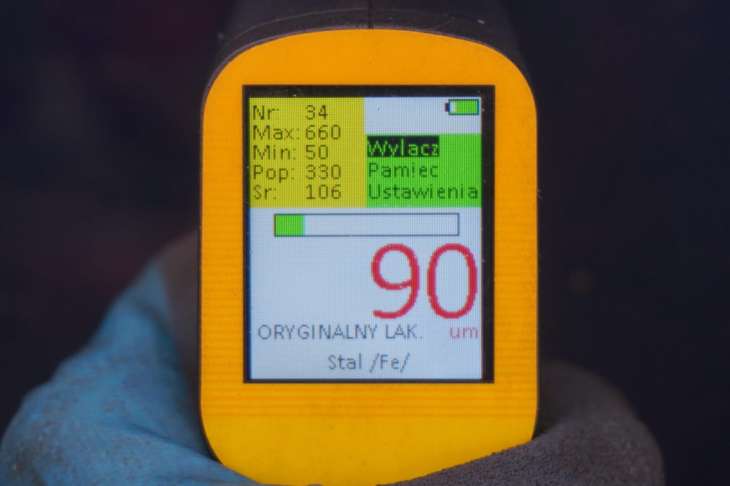 Nr: 34
Max: 660
Min: 50
Pop: 330
Sr: 106
Wylacz
Pamiec
Ustawienia
90
ORYGINALNY LAK. um
Stal /Fe/